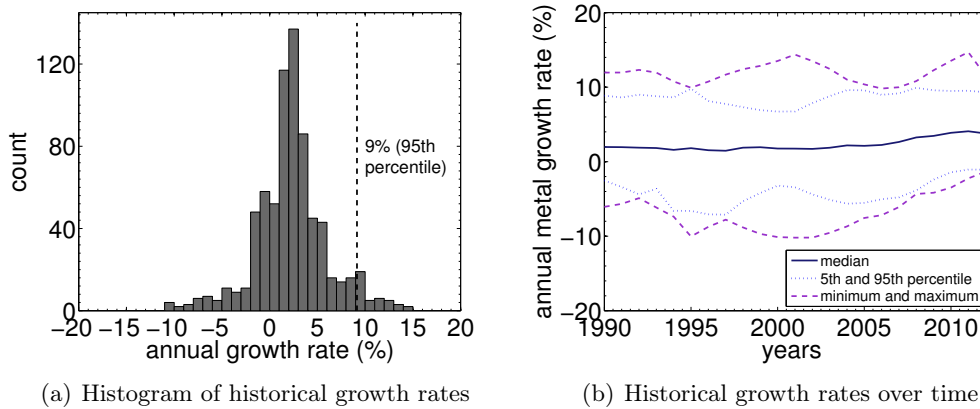 120
80
40
0
count
−20
−15
−10
−5
0
5
10
15
20
annual growth rate (%)
9% (95th
percentile)
(a) Histogram of historical growth rates
20
10
0
−10
−20
annual metal growth rate (%)
1990
1995
2000
2005
2010
years
median
5th and 95th percentile
minimum and maximum
(b) Historical growth rates over time